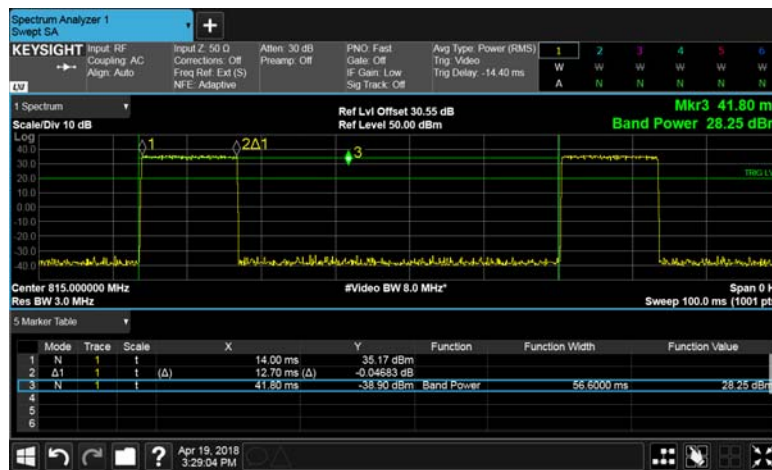 Spectrum Analyzer 1
Swept SA
+
KEYSIGHT
Input: RF
Coupling: AC
Align: Auto
Input Z: 50 Ω
Corrections: Off
Freq Ref: Ext (S)
NFE: Adaptive
Atten: 30 dB
Preamp: Off
PNO: Fast
Gate: Off
IF Gain: Low
Sig Track: Off
Avg Type: Power (RMS)
Trig: Video
Trig Delay: -14.40 ms
1 2 3 4 5 6
W W W W W W
A N N N N N
LXI
1 Spectrum
Scale/Div 10 dB
Ref Lvl Offset 30.55 dB
Ref Level 50.00 dBm
Mkr3 41.80 m
Band Power 28.25 dBm
Log
40.0
30.0
20.0
10.0
0.00
-10.0
-20.0
-30.0
-40.0
1
2Δ1
3
TRIG LV
Center 815.000000 MHz
#Video BW 8.0 MHz*
Span 0 H
Res BW 3.0 MHz
Sweep 100.0 ms (1001 pts
5 Marker Table
Mode Trace Scale X Y Function Function Width Function Value
1 N 1 t 14.00 ms 35.17 dBm
2 Δ1 1 t (Δ) 12.70 ms (Δ) -0.04683 dB
3 N 1 t 41.80 ms -38.90 dBm Band Power 56.6000 ms 28.25 dBm
4
5
6
? Apr 19, 2018
3:29:04 PM